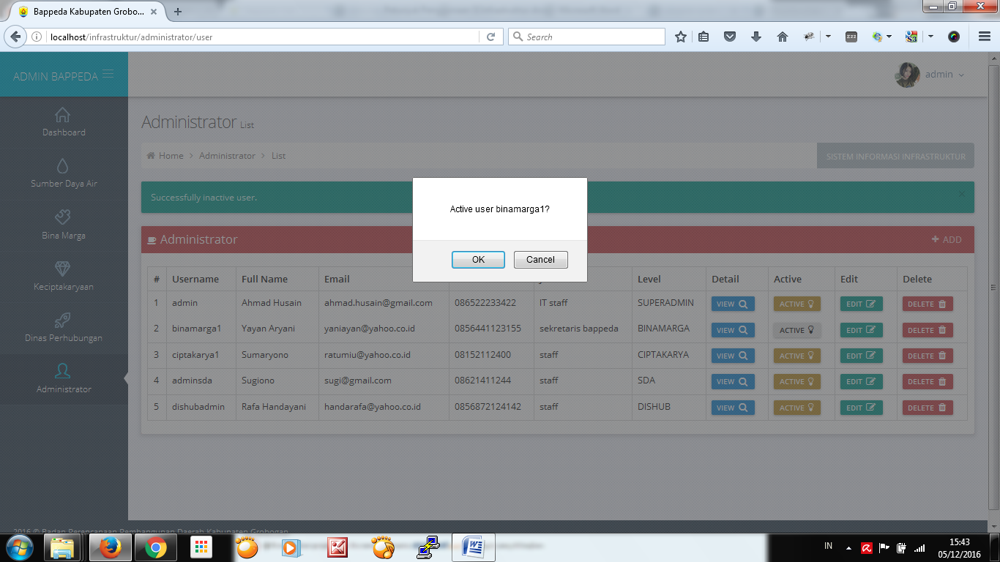 Bappeda Kabupaten Grobo...
localhost/infrastruktur/administrator/user
Search
ADMIN BAPPEDA
admin
Dashboard
Sumber Daya Air
Bina Marga
Keciptakaryaan
Dinas Perhubungan
Administrator
Administrator List
Home > Administrator > List
SISTEM INFORMASI INFRASTRUKTUR
Successfully inactive user.
Active user binamarga1?
OK Cancel
Administrator
+ ADD
# Username Full Name Email Level Detail Active Edit Delete
1 admin Ahmad Husain ahmad.husain@gmail.com 086522233422 IT staff SUPERADMIN VIEW ACTIVE EDIT DELETE
2 binamarga1 Yayan Aryani yaniayan@yahoo.co.id 0856441123155 sekretaris bappeda BINAMARGA VIEW ACTIVE EDIT DELETE
3 ciptakarya1 Sumaryono ratumiu@yahoo.co.id 08152112400 staff CIPTAKARYA VIEW ACTIVE EDIT DELETE
4 adminsda Sugiono sugi@gmail.com 08621411244 staff SDA VIEW ACTIVE EDIT DELETE
5 dishubadmin Rafa Handayani handarafa@yahoo.co.id 0856872124142 staff DISHUB VIEW ACTIVE EDIT DELETE
2016 © Badan Perencanaan Pembangunan Daerah Kabupaten Grobogan
IN
15:43
05/12/2016